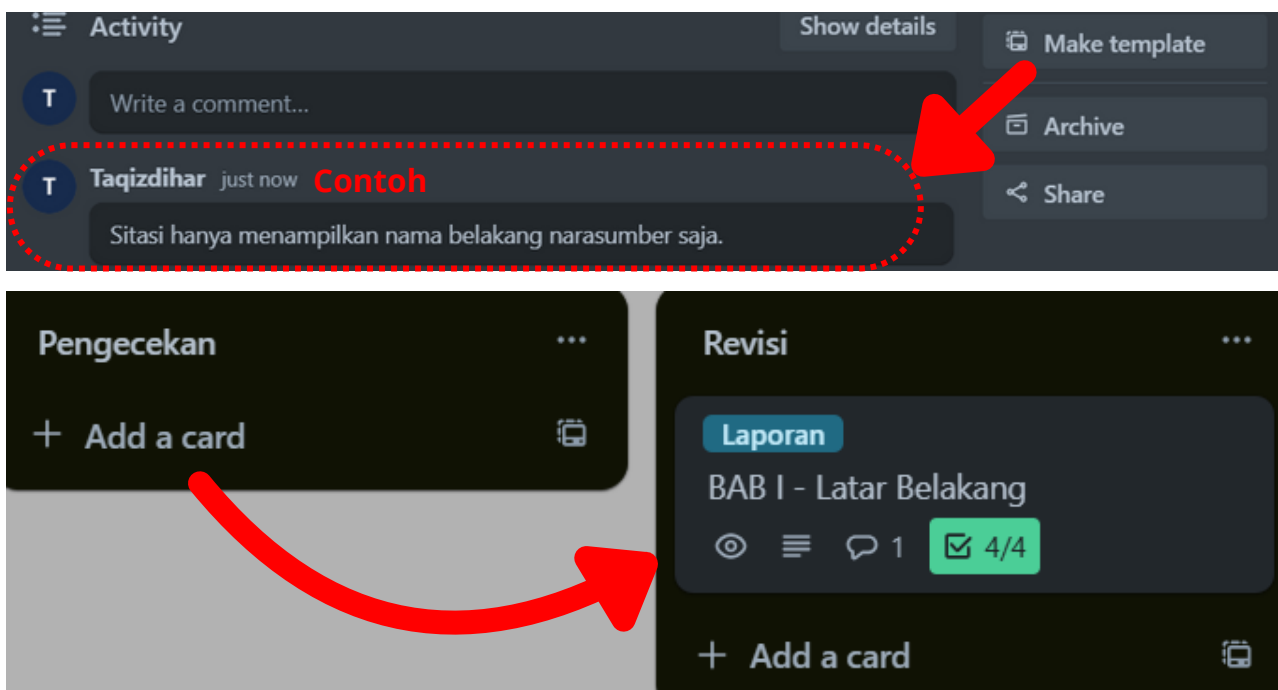 Activity
Show details
Make template
T
Write a comment...
Archive
T
Taqizdihar just now Contoh
Share
Sitasi hanya menampilkan nama belakang narasumber saja.
Pengecekan
Add a card
Revisi
Laporan
BAB I - Latar Belakang
1 4/4
Add a card